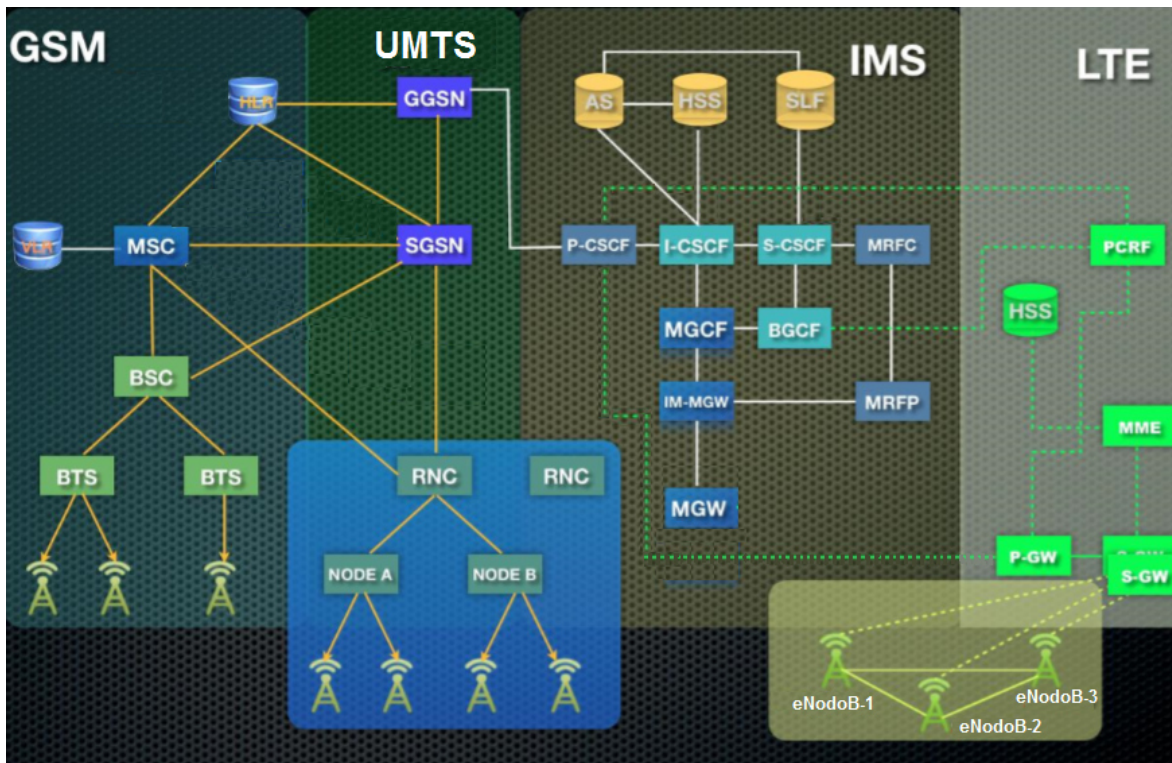 GSM
UMTS
IMS
LTE
HLR
GGSN
AS
HSS
SLF
VLR
MSC
SGSN
P-CSCF
I-CSCF
S-CSCF
MRFC
PCRF
HSS
MGCF
BGCF
BSC
IM-MGW
MRFP
MME
BTS
BTS
RNC
RNC
MGW
NODE A
NODE B
P-GW
S-GW
eNodoB-1
eNodoB-2
eNodoB-3